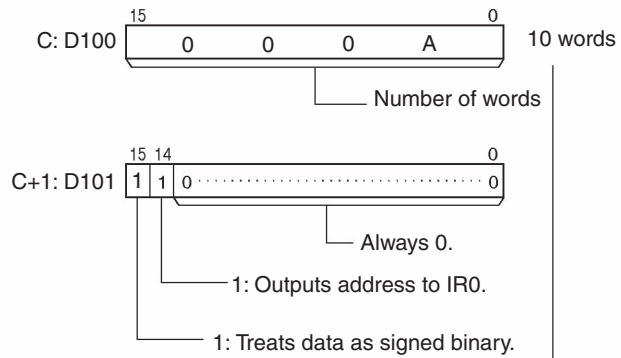 15 0
C: D100 0 0 0 A 10 words
Number of words
15 14 0
C+1: D101 1 1 0 ⋯⋯⋯⋯⋯⋯⋯⋯ 0
Always 0.
1: Outputs address to IR0.
1: Treats data as signed binary.